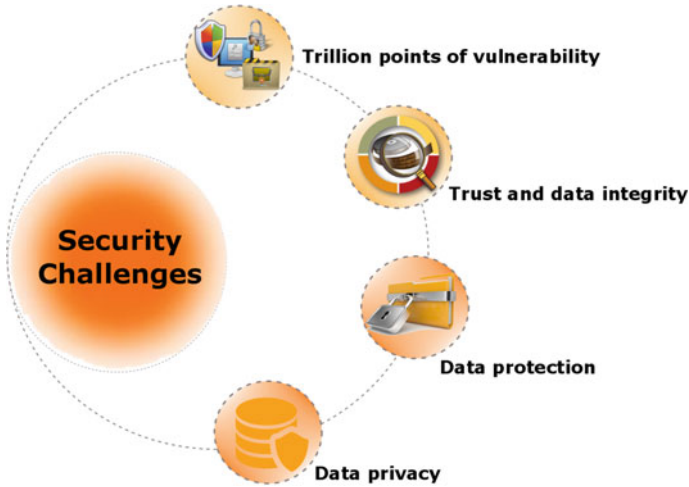 Trillion points of vulnerability
Trust and data integrity
Security
Challenges
Data protection
Data privacy